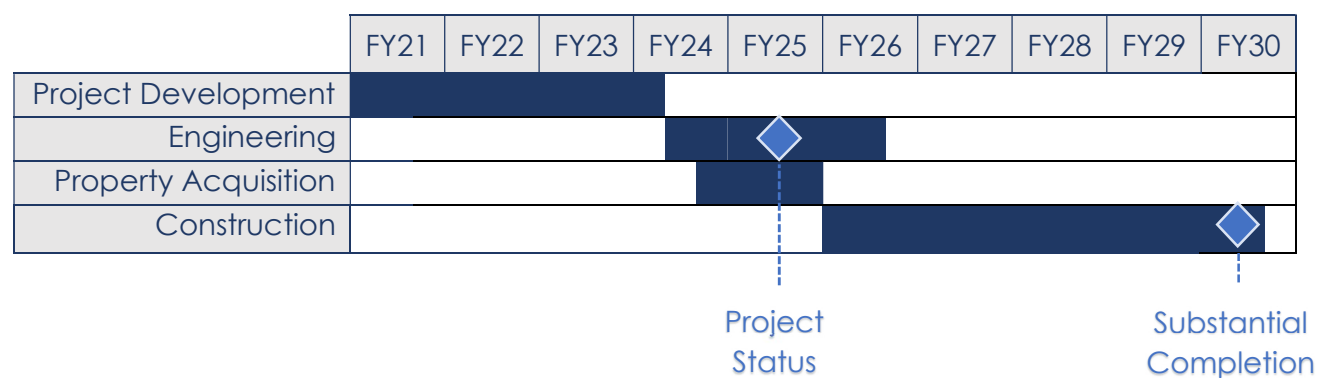 FY21 FY22 FY23 FY24 FY25 FY26 FY27 FY28 FY29 FY30
Project Development
Engineering
Property Acquisition
Construction
Project Status
Substantial Completion